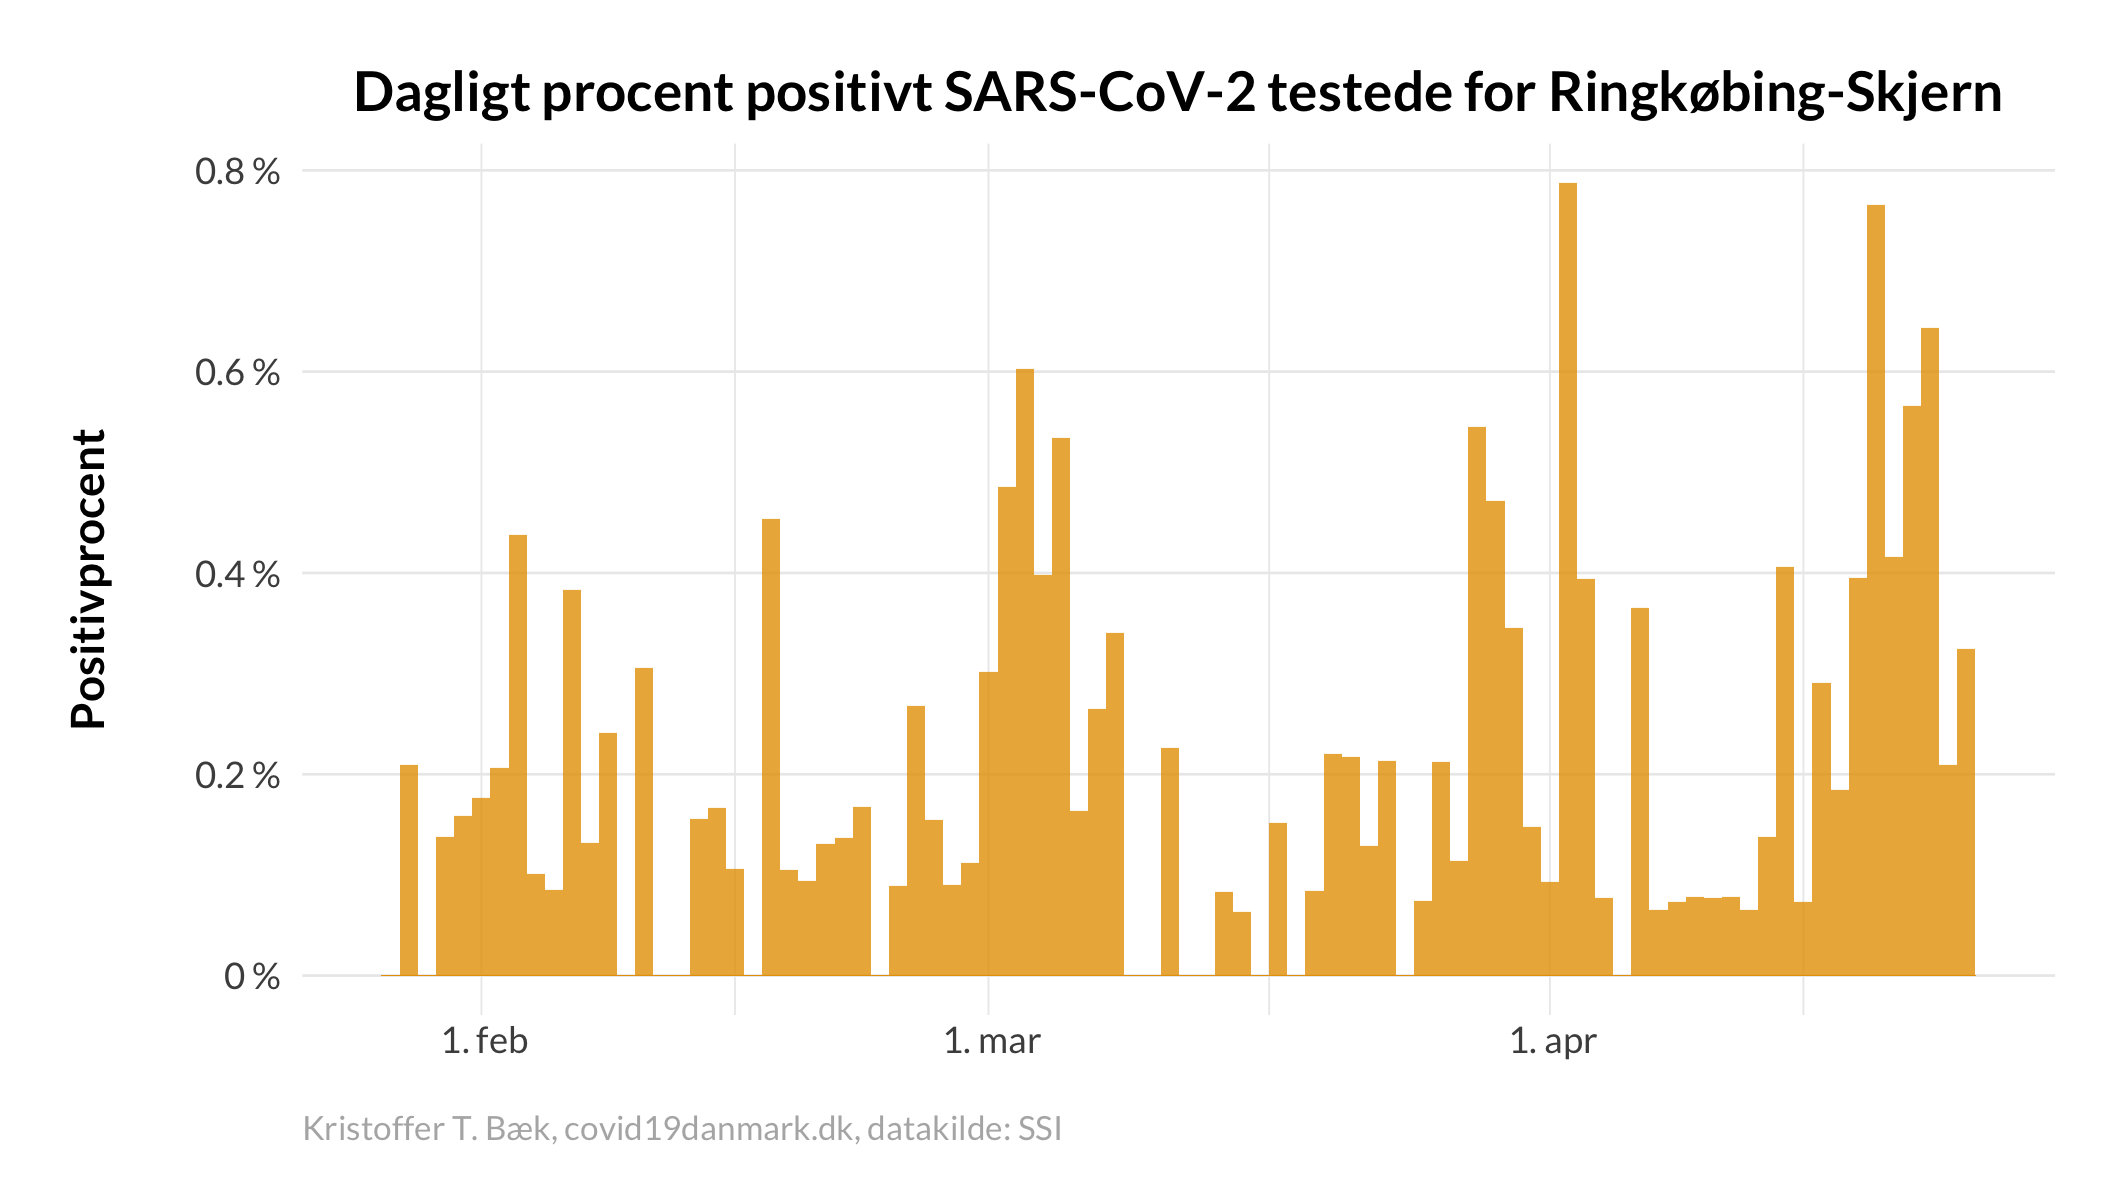 Dagligt procent positivt SARS-CoV-2 testede for Ringkøbing-Skjern
Positivprocent
0.8 %
0.6 %
0.4 %
0.2 %
0 %
1. feb
1. mar
1. apr
Kristoffer T. Bæk, covid19danmark.dk, datakilde: SSI